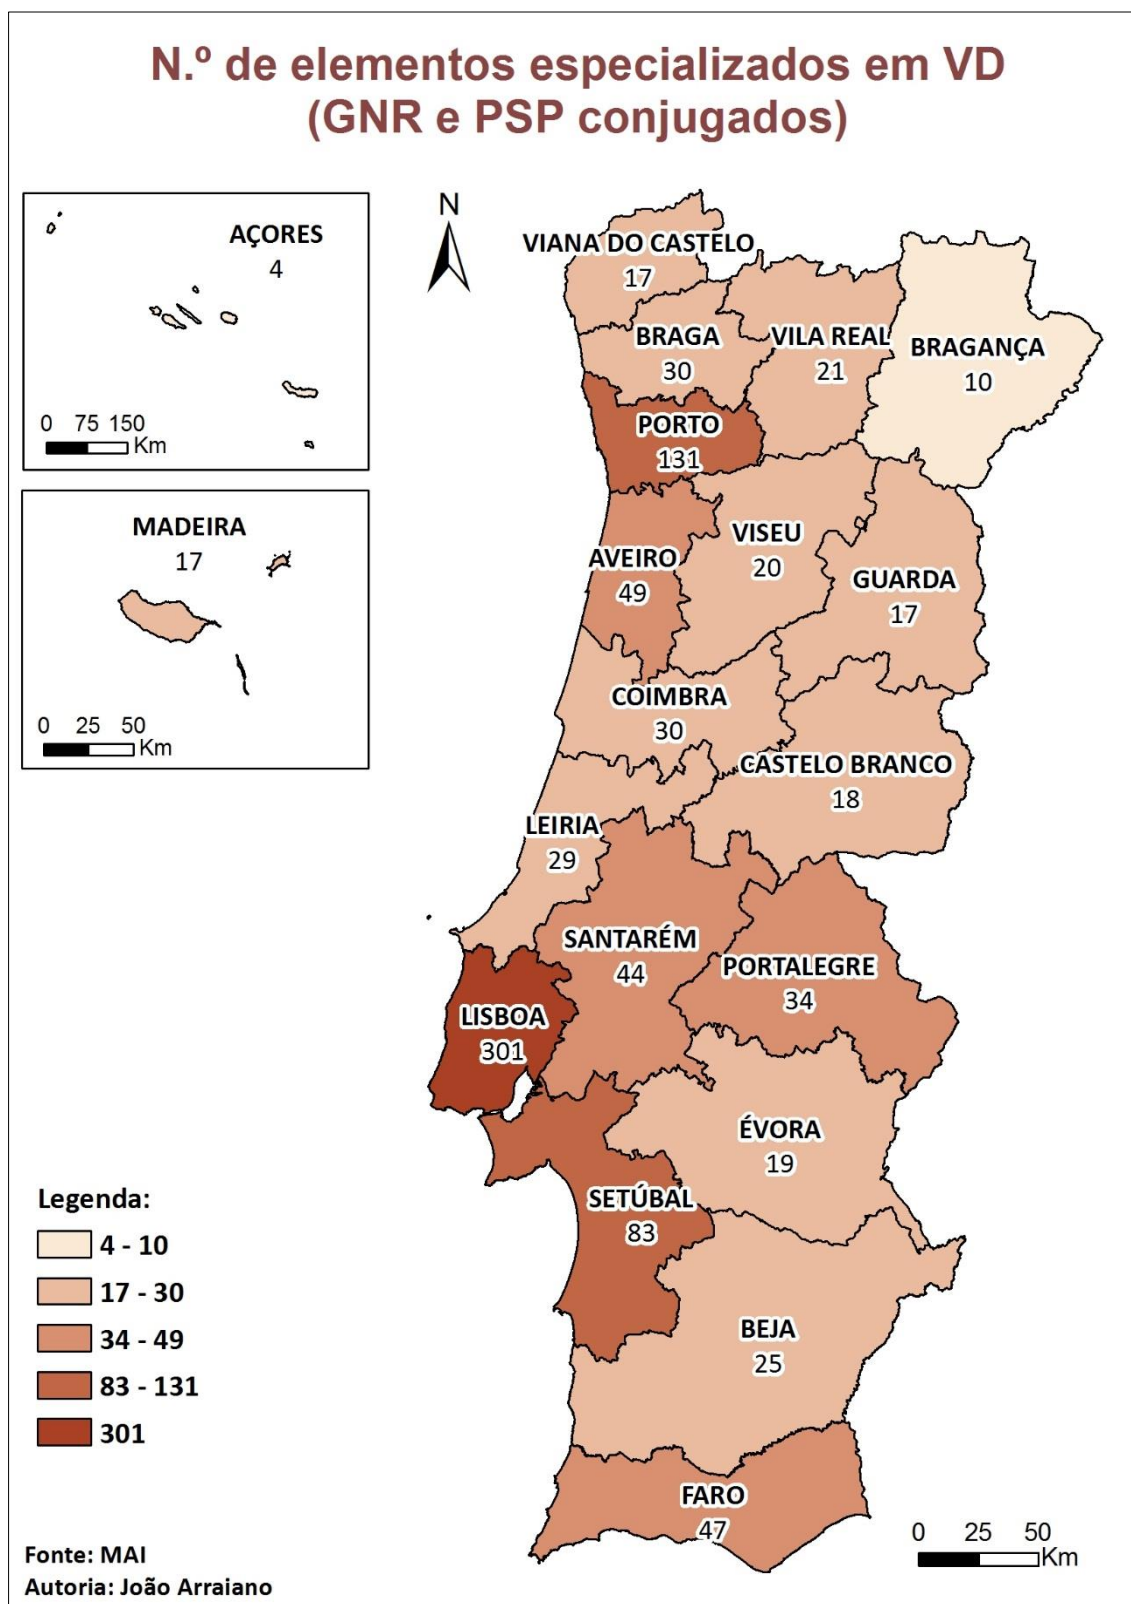 N.º de elementos especializados em VD
(GNR e PSP conjugados)
AÇORES
4
0 75 150
Km
MADEIRA
17
0 25 50
Km
N
VIANA DO CASTELO
17
BRAGA
30
VILA REAL
21
BRAGANÇA
10
PORTO
131
AVEIRO
49
VISEU
20
GUARDA
17
COIMBRA
30
CASTELO BRANCO
18
LEIRIA
29
SANTARÉM
44
PORTALEGRE
34
LISBOA
301
ÉVORA
19
SETÚBAL
83
BEJA
25
FARO
47
Legenda:
4 - 10
17 - 30
34 - 49
83 - 131
301
0 25 50
Km
Fonte: MAI
Autoria: João Arraiano